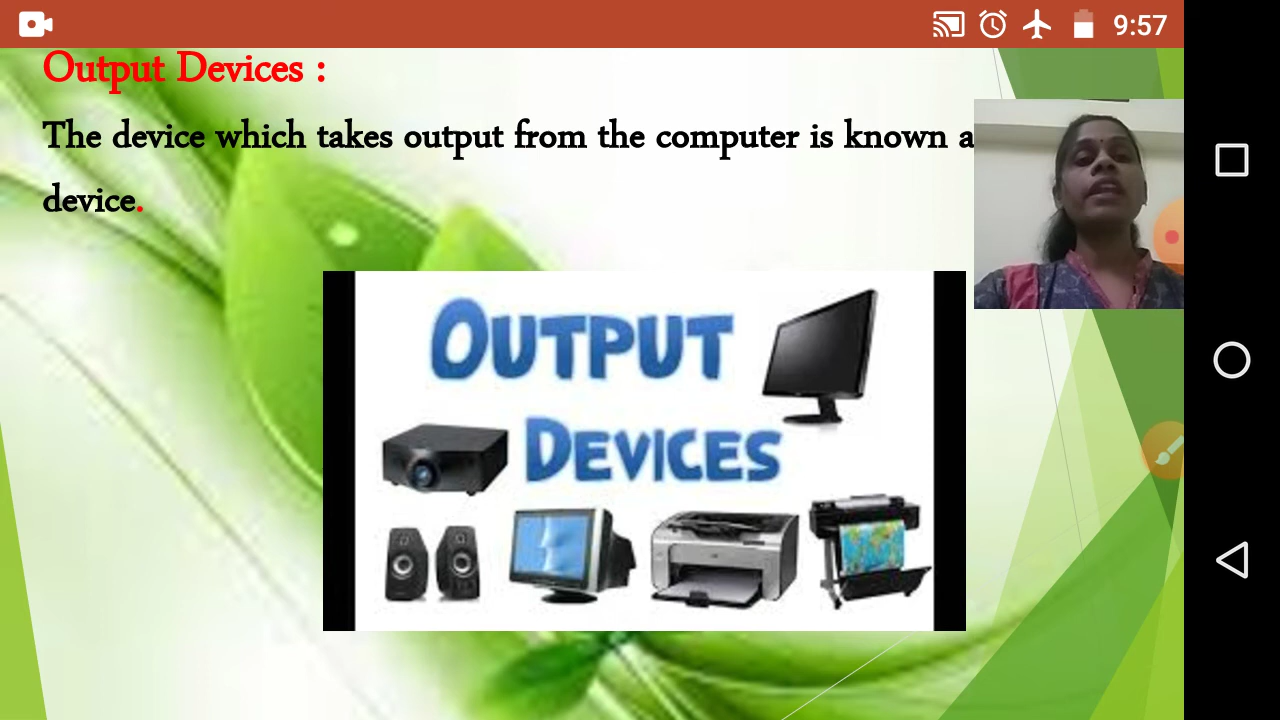 9:57
Output Devices :
The device which takes output from the computer is known a
device.
OUTPUT
DEVICES